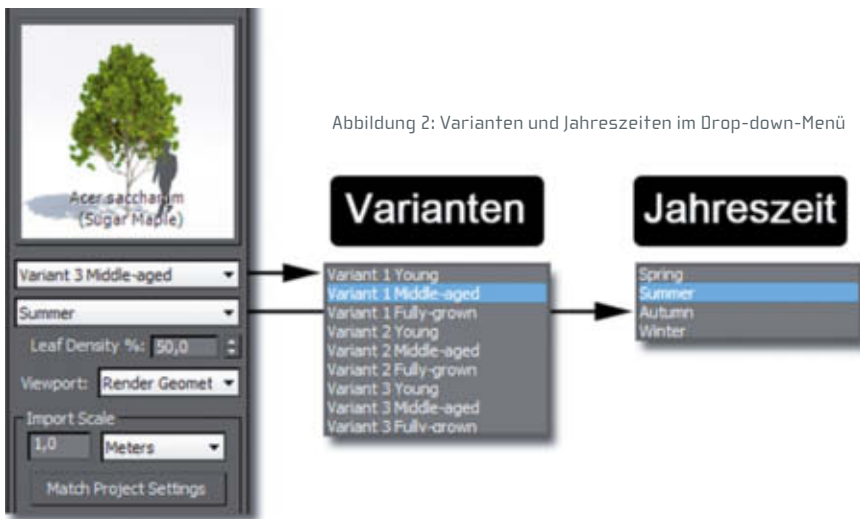 Acer saccharum
(Sugar Maple)
Variant 3 Middle-aged
Summer
Leaf Density %: 50,0
Viewport: Render Geomet
Import Scale
1,0 Meters
Match Project Settings
Abbildung 2: Varianten und Jahreszeiten im Drop-down-Menü
Varianten
Variant 1 Young
Variant 1 Middle-aged
Variant 1 Fully-grown
Variant 2 Young
Variant 2 Middle-aged
Variant 2 Fully-grown
Variant 3 Young
Variant 3 Middle-aged
Variant 3 Fully-grown
Jahreszeit
Spring
Summer
Autumn
Winter